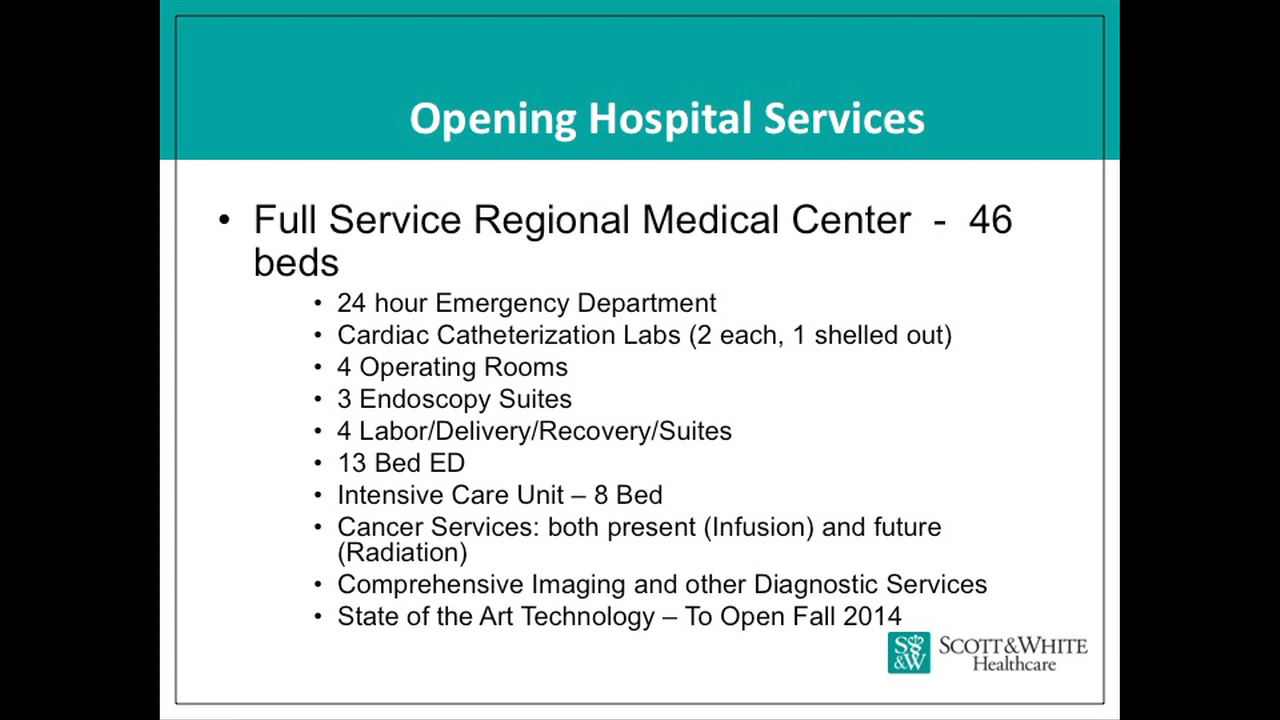 Opening Hospital Services
• Full Service Regional Medical Center - 46
beds
• 24 hour Emergency Department
• Cardiac Catheterization Labs (2 each, 1 shelled out)
• 4 Operating Rooms
• 3 Endoscopy Suites
• 4 Labor/Delivery/Recovery/Suites
• 13 Bed ED
• Intensive Care Unit – 8 Bed
• Cancer Services: both present (Infusion) and future
(Radiation)
• Comprehensive Imaging and other Diagnostic Services
• State of the Art Technology – To Open Fall 2014
S&W
SCOTT&WHITE
Healthcare